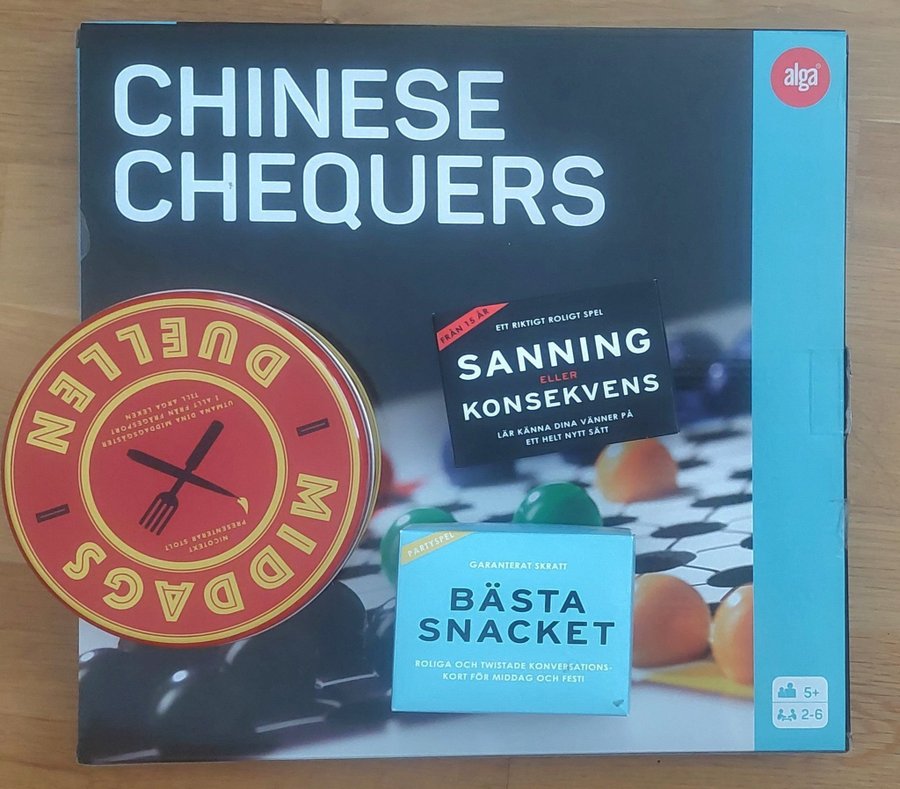 CHINESE
CHEQUERS
alga
FRÅN 15 ÅR
ETT RIKTIGT ROLIGT SPEL
SANNING
ELLER
KONSEKVENS
LÄR KÄNNA DINA VÄNNER PÅ
ETT HELT NYTT SÄTT
MIDDAGS
DUELLEN
NICOTEXT
PRESENTERAR STOLT
UTMANA DINA MIDDAGSGÄSTER
I ALLT FRÅN FRÅGESPORT
TILL ARGA LEKEN
PARTYSPEL
GARANTERAT SKRATT
BÄSTA
SNACKET
ROLIGA OCH TWISTADE KONVERSATIONS-
KORT FÖR MIDDAG OCH FEST!
5+
2-6